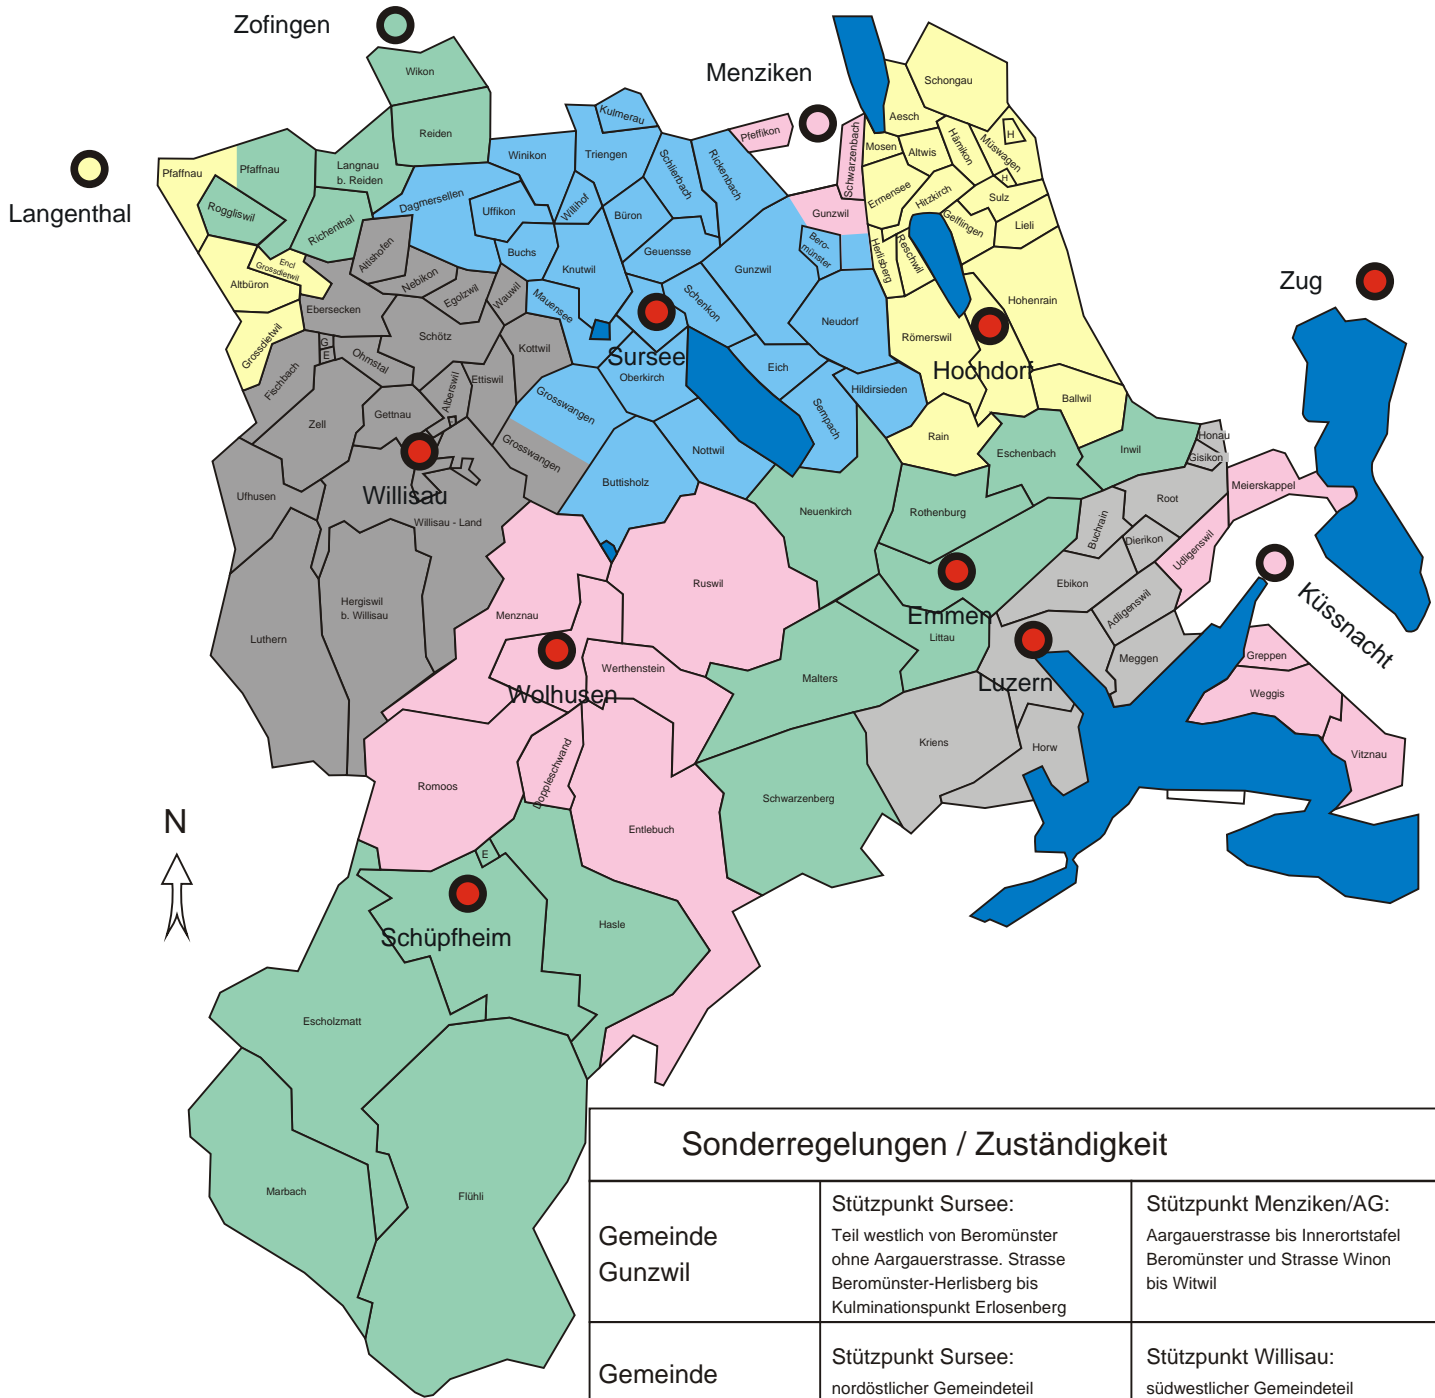 Zofingen
Wikon
Menziken
Schongau
Kulmerau
Aesch
Reiden
Pfeffikon
Schwarzenbach
Mosen
Altwis
Hämikon
Müswagen
H
H
Langenthal
Pfaffnau
Pfaffnau
Langnau
b. Reiden
Winikon
Triengen
Schlierbach
Rickenbach
Roggliswil
Richenthal
Dagmersellen
Uffikon
Wilihof
Büron
Gunzwil
Ermensee
Hitzkirch
Sulz
Gelfingen
Lieli
Altishofen
Buchs
Knutwil
Geuensse
Gunzwil
Bero-
münster
Herlisberg
Reschwil
Altbüron
Encl
Grossdietwil
Nebikon
Egolzwil
Wauwil
Mauensee
Schenkon
Neudorf
Hohenrain
Zug
Ebersecken
Grossdietwil
G
E
Ohmstal
Schötz
Kottwil
Sursee
Römerswil
Hochdorf
Fischbach
Alberswil
Ettiswil
Oberkirch
Eich
Hildirsieden
Ballwil
Zell
Gettnau
Grosswangen
Grosswangen
Sempach
Rain
Nottwil
Eschenbach
Inwil
Honau
Gisikon
Willisau
Ufhusen
Willisau - Land
Buttisholz
Neuenkirch
Rothenburg
Root
Meierskappel
Buchrain
Dierikon
Udligenswil
Ruswil
Ebikon
Hergiswil
b. Willisau
Menznau
Emmen
Littau
Adligenswil
Küssnacht
Luthern
Werthenstein
Wolhusen
Malters
Luzern
Meggen
Greppen
Weggis
Kriens
Horw
Vitznau
Romoos
Doppleschwand
Schwarzenberg
N
Entlebuch
E
Schüpfheim
Hasle
Escholzmatt
Marbach
Flühli
Sonderregelungen / Zuständigkeit
Gemeinde
Gunzwil
Stützpunkt Sursee:
Teil westlich von Beromünster
ohne Aargauerstrasse. Strasse
Beromünster-Herlisberg bis
Kulminationspunkt Erlosenberg
Stützpunkt Menziken/AG:
Aargauerstrasse bis Innerortstafel
Beromünster und Strasse Winon
bis Witwil
Gemeinde
Stützpunkt Sursee:
nordöstlicher Gemeindeteil
Stützpunkt Willisau:
südwestlicher Gemeindeteil